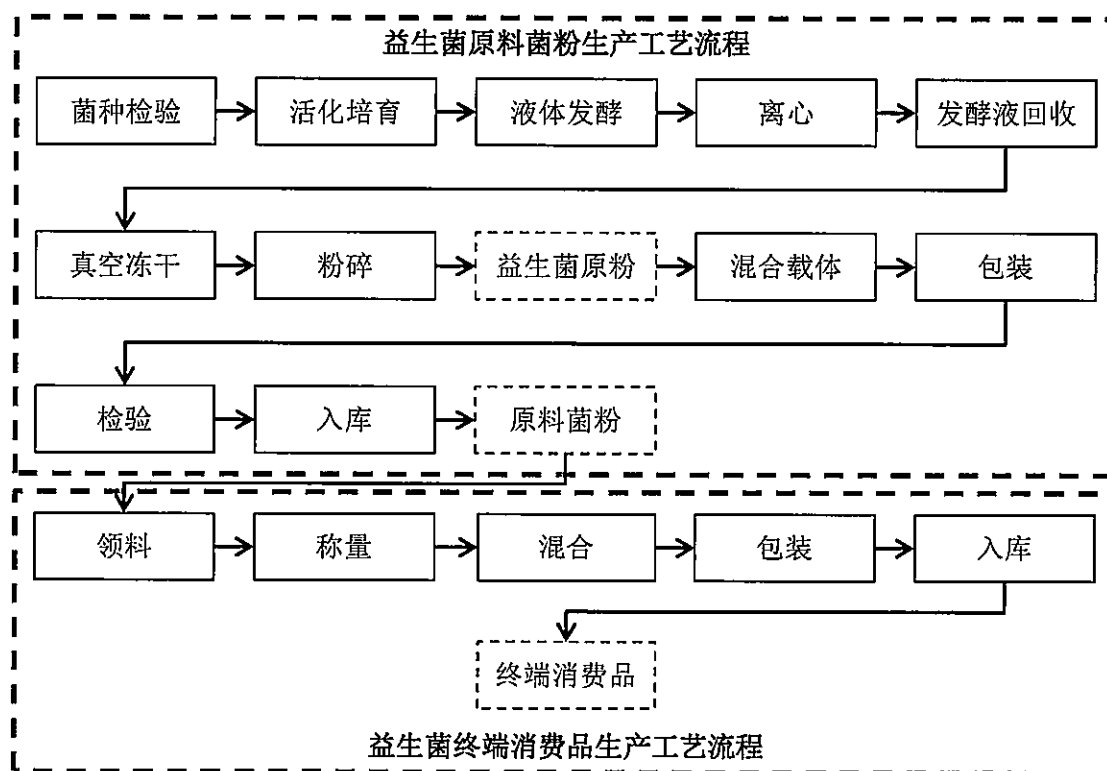 益生菌原料菌粉生产工艺流程
菌种检验 活化培育 液体发酵 离心 发酵液回收
真空冻干 粉碎 益生菌原粉 混合载体 包装
检验 入库 原料菌粉
领料 称量 混合 包装 入库
终端消费品
益生菌终端消费品生产工艺流程